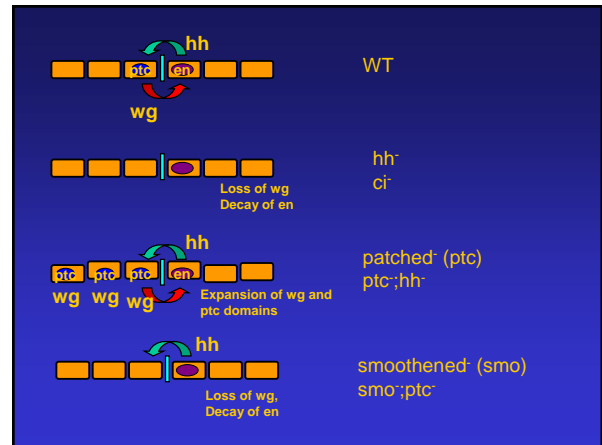 hh
ptc en
WT
wg
hh⁻
ci⁻
Loss of wg
Decay of en
hh
patched⁻ (ptc)
ptc ptc ptc en
ptc⁻;hh⁻
wg wg wg
Expansion of wg and
ptc domains
hh
smoothened⁻ (smo)
smo⁻;ptc⁻
Loss of wg,
Decay of en